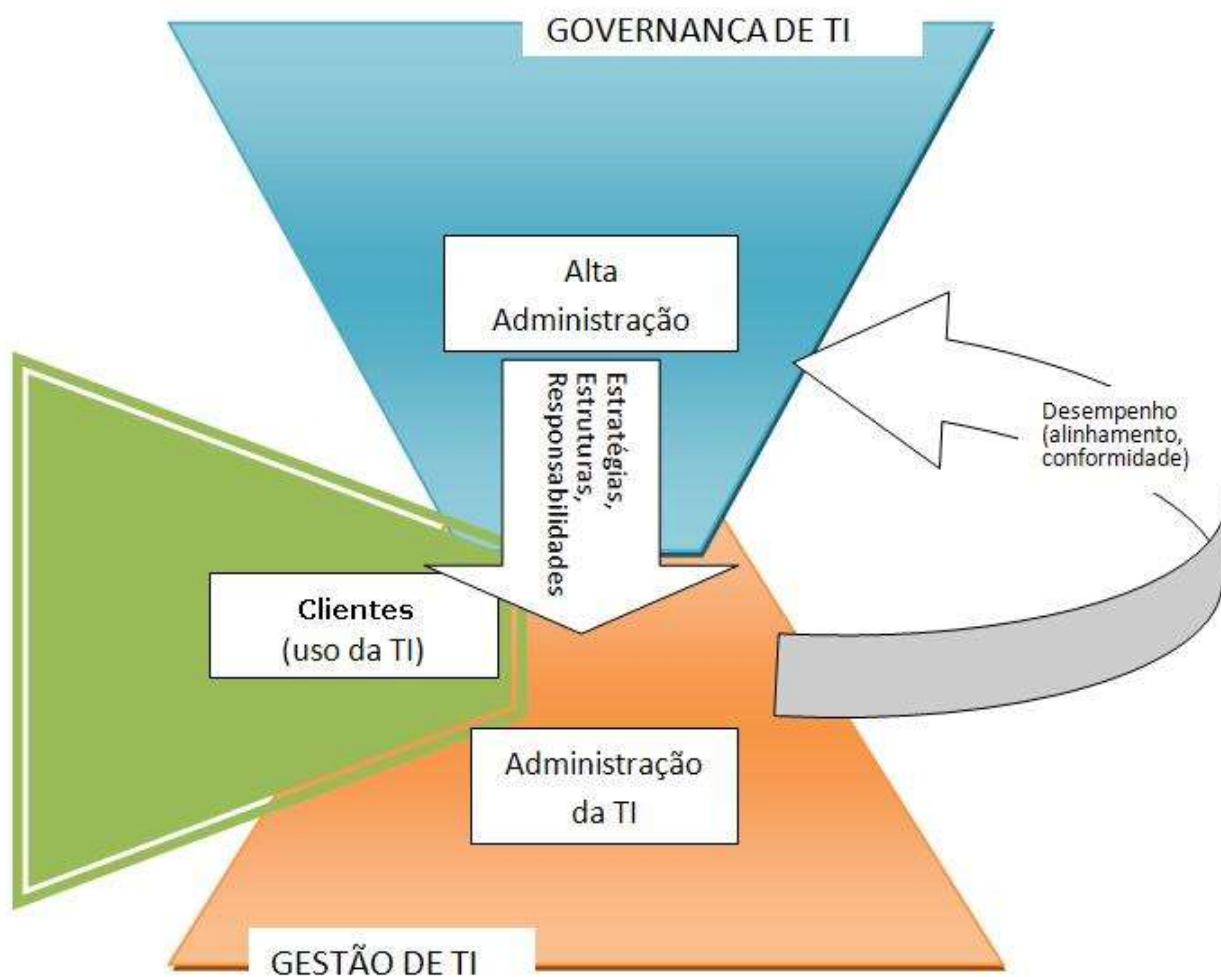 GOVERNANÇA DE TI
Alta
Administração
Estratégias,
Estruturas,
Responsabilidades
Desempenho
(alinhamento,
conformidade)
Clientes
(uso da TI)
Administração
da TI
GESTÃO DE TI